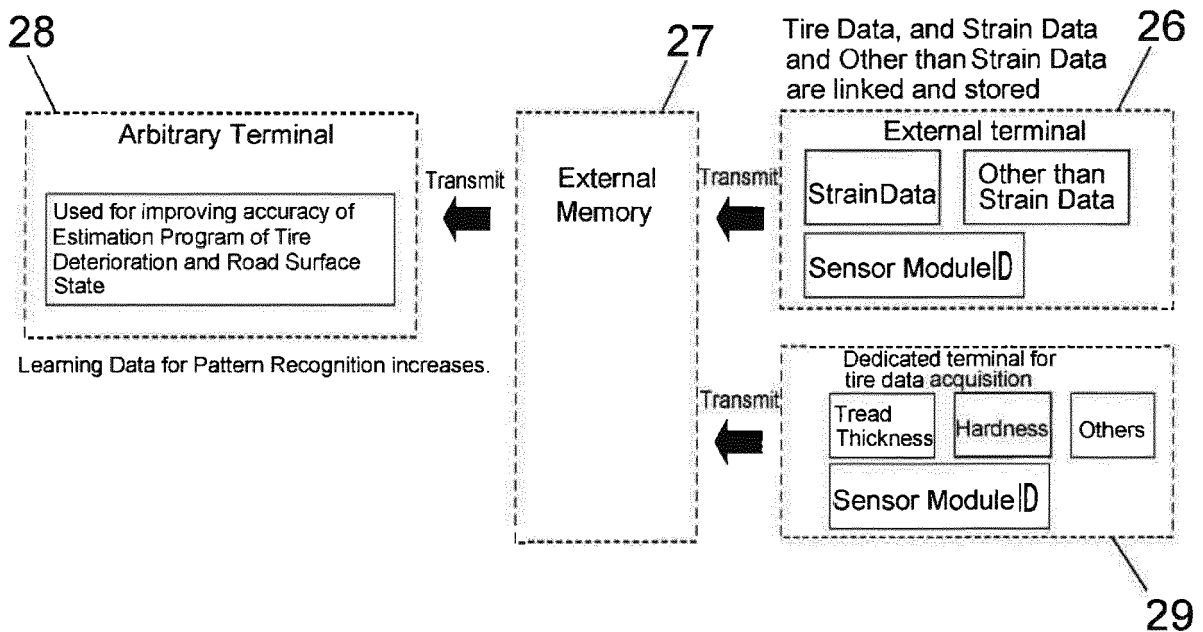 28
27
26
Tire Data, and Strain Data
and Other than Strain Data
are linked and stored
Arbitrary Terminal
Used for improving accuracy of
Estimation Program of Tire
Deterioration and Road Surface
State
Learning Data for Pattern Recognition increases.
Transmit
External
Memory
Transmit
External terminal
Strain Data
Other than
Strain Data
Sensor Module ID
Transmit
Dedicated terminal for
tire data acquisition
Tread
Thickness
Hardness
Others
Sensor Module ID
29